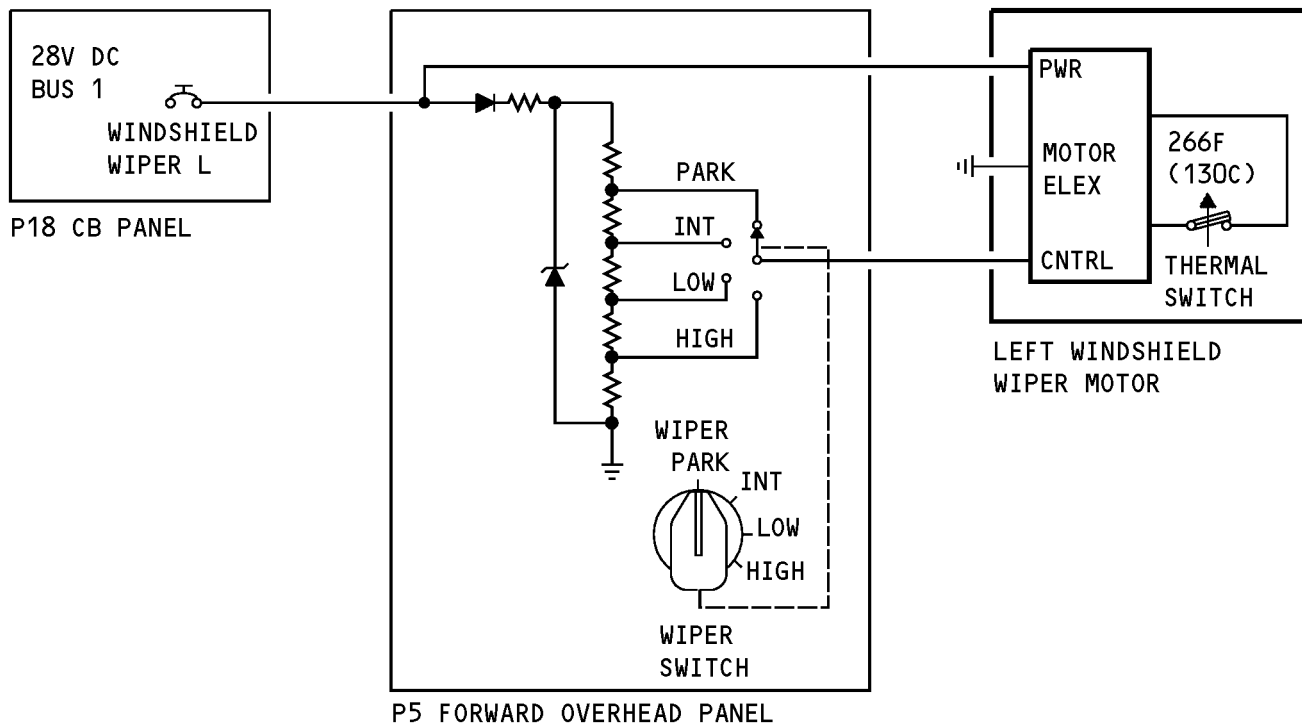 28V DC
BUS 1
WINDSHIELD
WIPER L
P18 CB PANEL
PARK
INT
LOW
HIGH
WIPER
PARK
INT
LOW
HIGH
WIPER
SWITCH
P5 FORWARD OVERHEAD PANEL
PWR
MOTOR
ELEX
CNTRL
266F
(130C)
THERMAL
SWITCH
LEFT WINDSHIELD
WIPER MOTOR